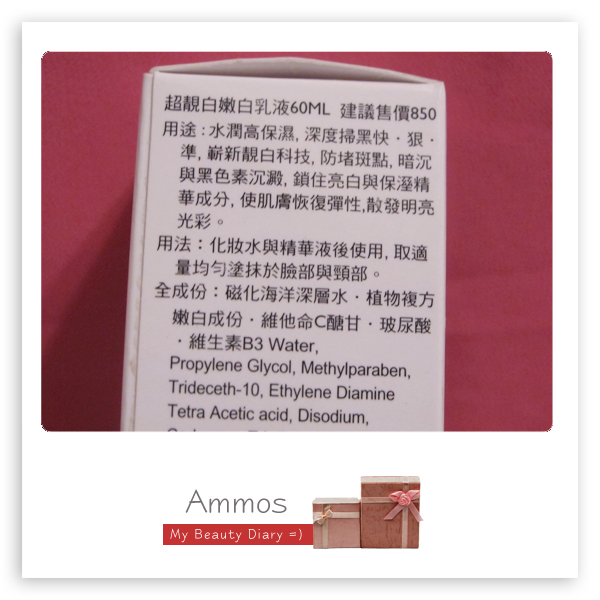 超靚白嫩白乳液60ML 建議售價850
用途:水潤高保濕,深度掃黑快‧狠‧
準,嶄新靚白科技,防堵斑點,暗沉
與黑色素沉澱,鎖住亮白與保溼精
華成分,使肌膚恢復彈性,散發明亮
光彩。
用法:化妝水與精華液後使用,取適
量均勻塗抹於臉部與頸部。
全成份:磁化海洋深層水‧植物複方
嫩白成份‧維他命C醣甘‧玻尿酸
‧維生素B3 Water,
Propylene Glycol, Methylparaben,
Trideceth-10, Ethylene Diamine
Tetra Acetic acid, Disodium,
Ammos
My Beauty Diary =)